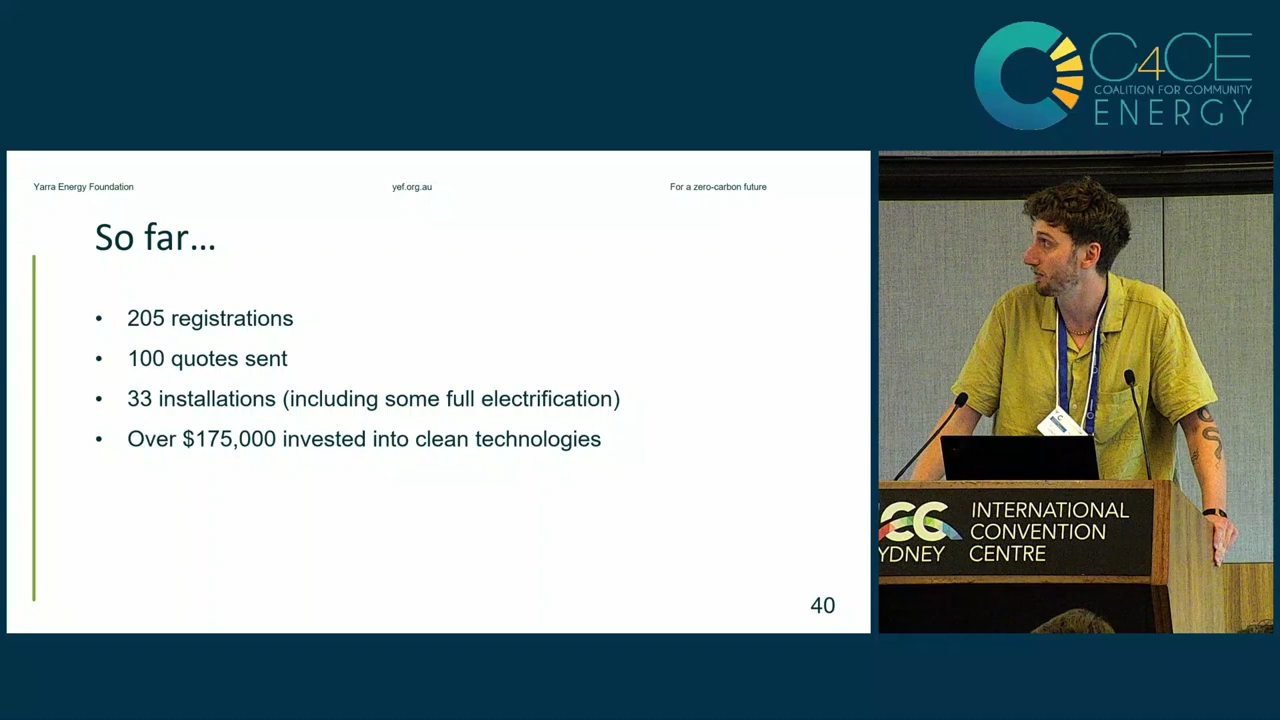 C4CE
COALITION FOR COMMUNITY
ENERGY
Yarra Energy Foundation
yef.org.au
For a zero-carbon future
So far...
• 205 registrations
• 100 quotes sent
• 33 installations (including some full electrification)
• Over $175,000 invested into clean technologies
40
INTERNATIONAL
CONVENTION
YDNEY CENTRE